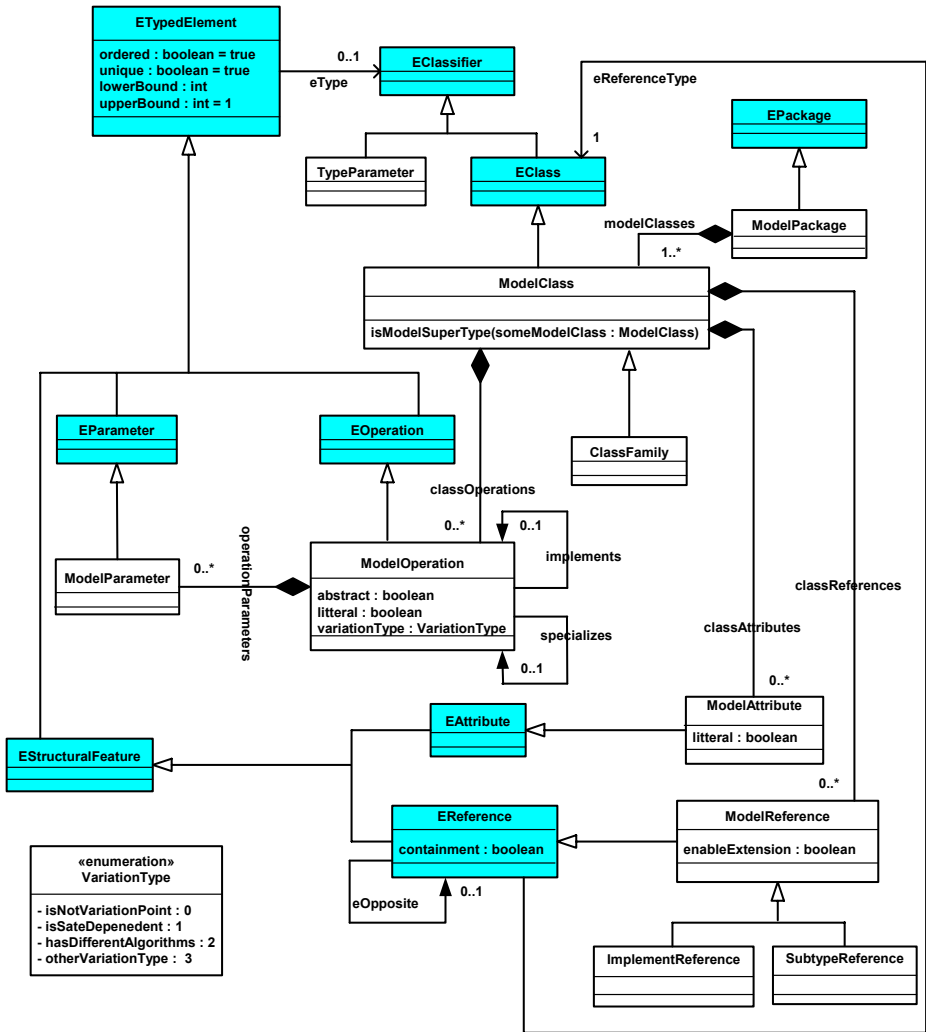 ETypedElement
ordered : boolean = true
unique : boolean = true
lowerBound : int
upperBound : int = 1
0..1
eType
EClassifier
eReferenceType
EPackage
1
TypeParameter
EClass
modelClasses
ModelPackage
1..*
ModelClass
isModelSuperType(someModelClass : ModelClass)
EParameter
EOperation
ClassFamily
classOperations
0..*
0..1
implements
operationParameters
0..*
ModelParameter
ModelOperation
abstract : boolean
litteral : boolean
variationType : VariationType
specializes
0..1
classReferences
classAttributes
0..*
EAttribute
ModelAttribute
litteral : boolean
EStructuralFeature
0..*
EReference
containment : boolean
ModelReference
enableExtension : boolean
0..1
eOpposite
«enumeration»
VariationType
- isNotVariationPoint : 0
- isSateDepenedent : 1
- hasDifferentAlgorithms : 2
- otherVariationType : 3
ImplementReference
SubtypeReference